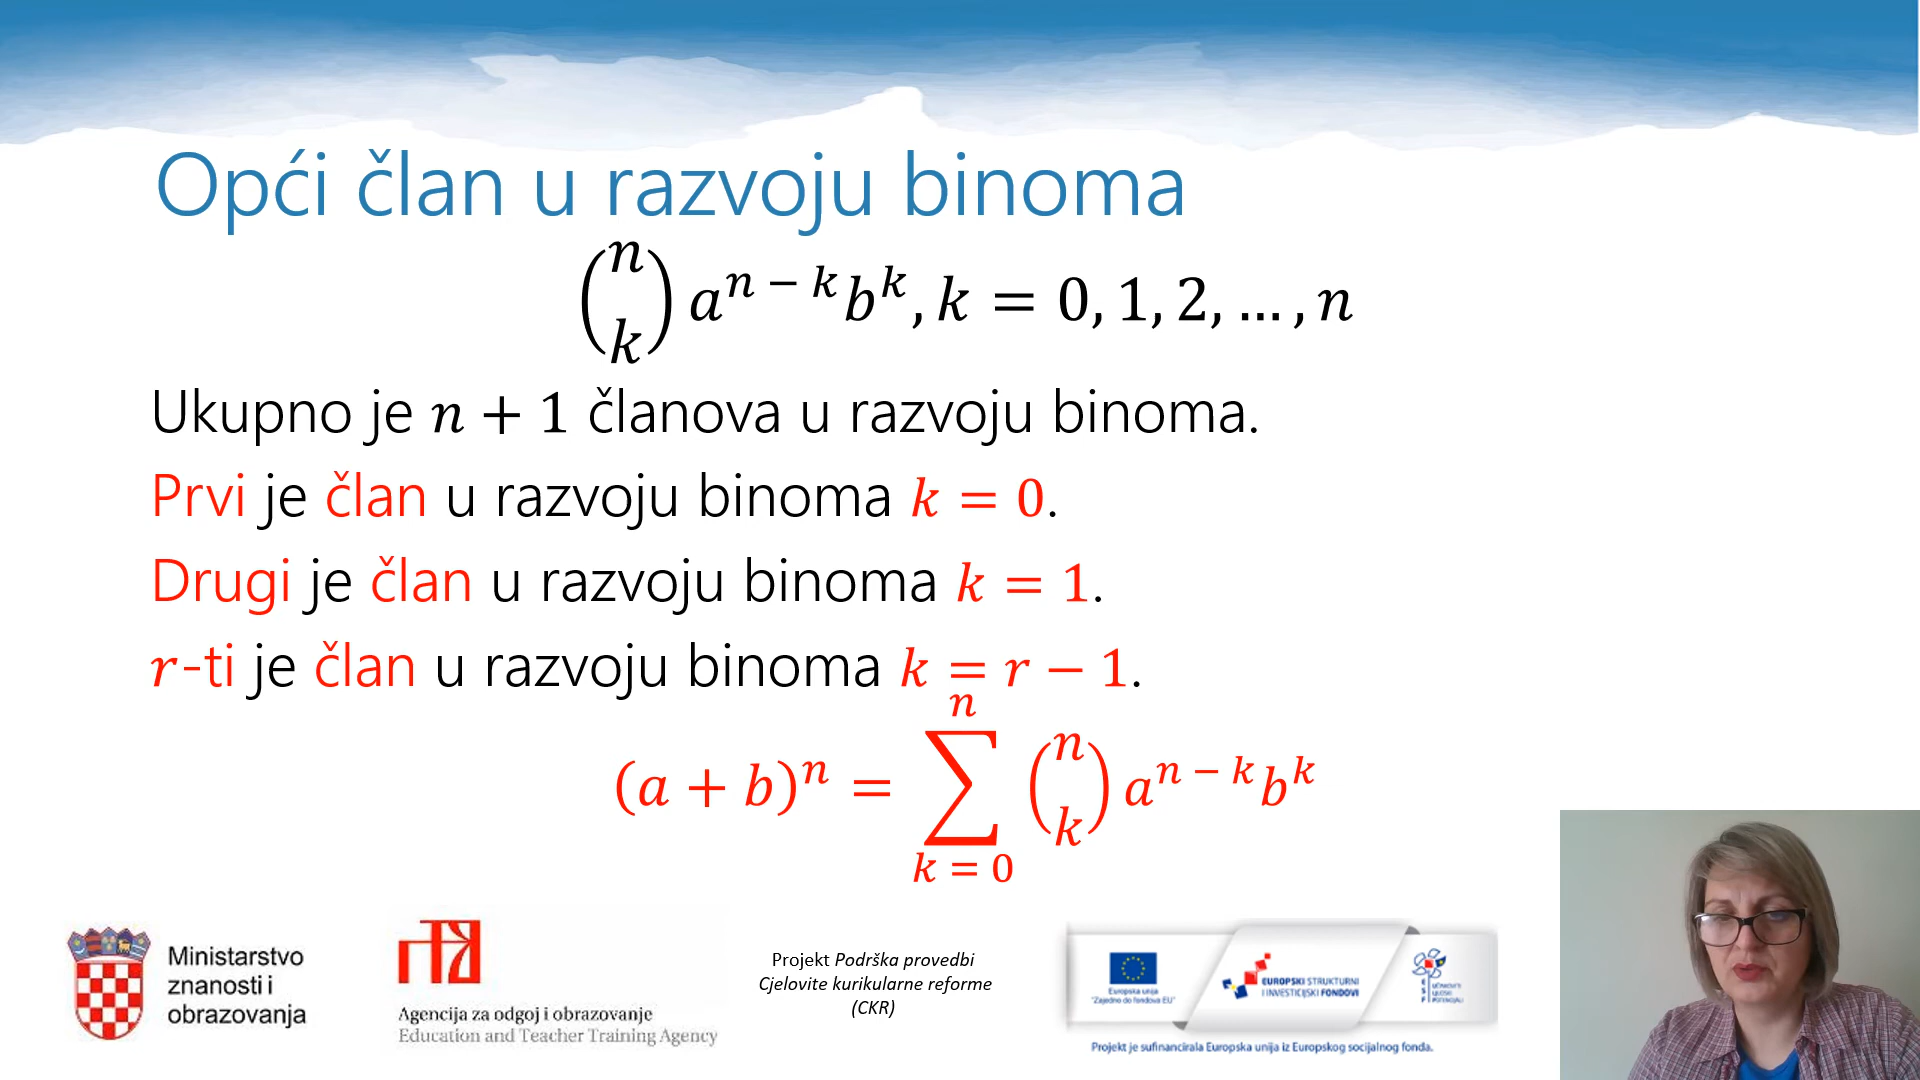 Opći član u razvoju binoma
(n k) a^{n − k} b^k, k = 0, 1, 2, … , n
Ukupno je n + 1 članova u razvoju binoma.
Prvi je član u razvoju binoma k = 0.
Drugi je član u razvoju binoma k = 1.
r-ti je član u razvoju binoma k = r − 1.
(a + b)^n = ∑_{k = 0}^{n} (n k) a^{n − k} b^k
Ministarstvo
znanosti i
obrazovanja
Agencija za odgoj i obrazovanje
Education and Teacher Training Agency
Projekt Podrška provedbi
Cjelovite kurikularne reforme
(CKR)
Europska unija
"Zajedno do fondova EU"
EUROPSKI STRUKTURNI
I INVESTICIJSKI FONDOVI
Projekt je sufinancirala Europska unija iz Europskog socijalnog fonda.